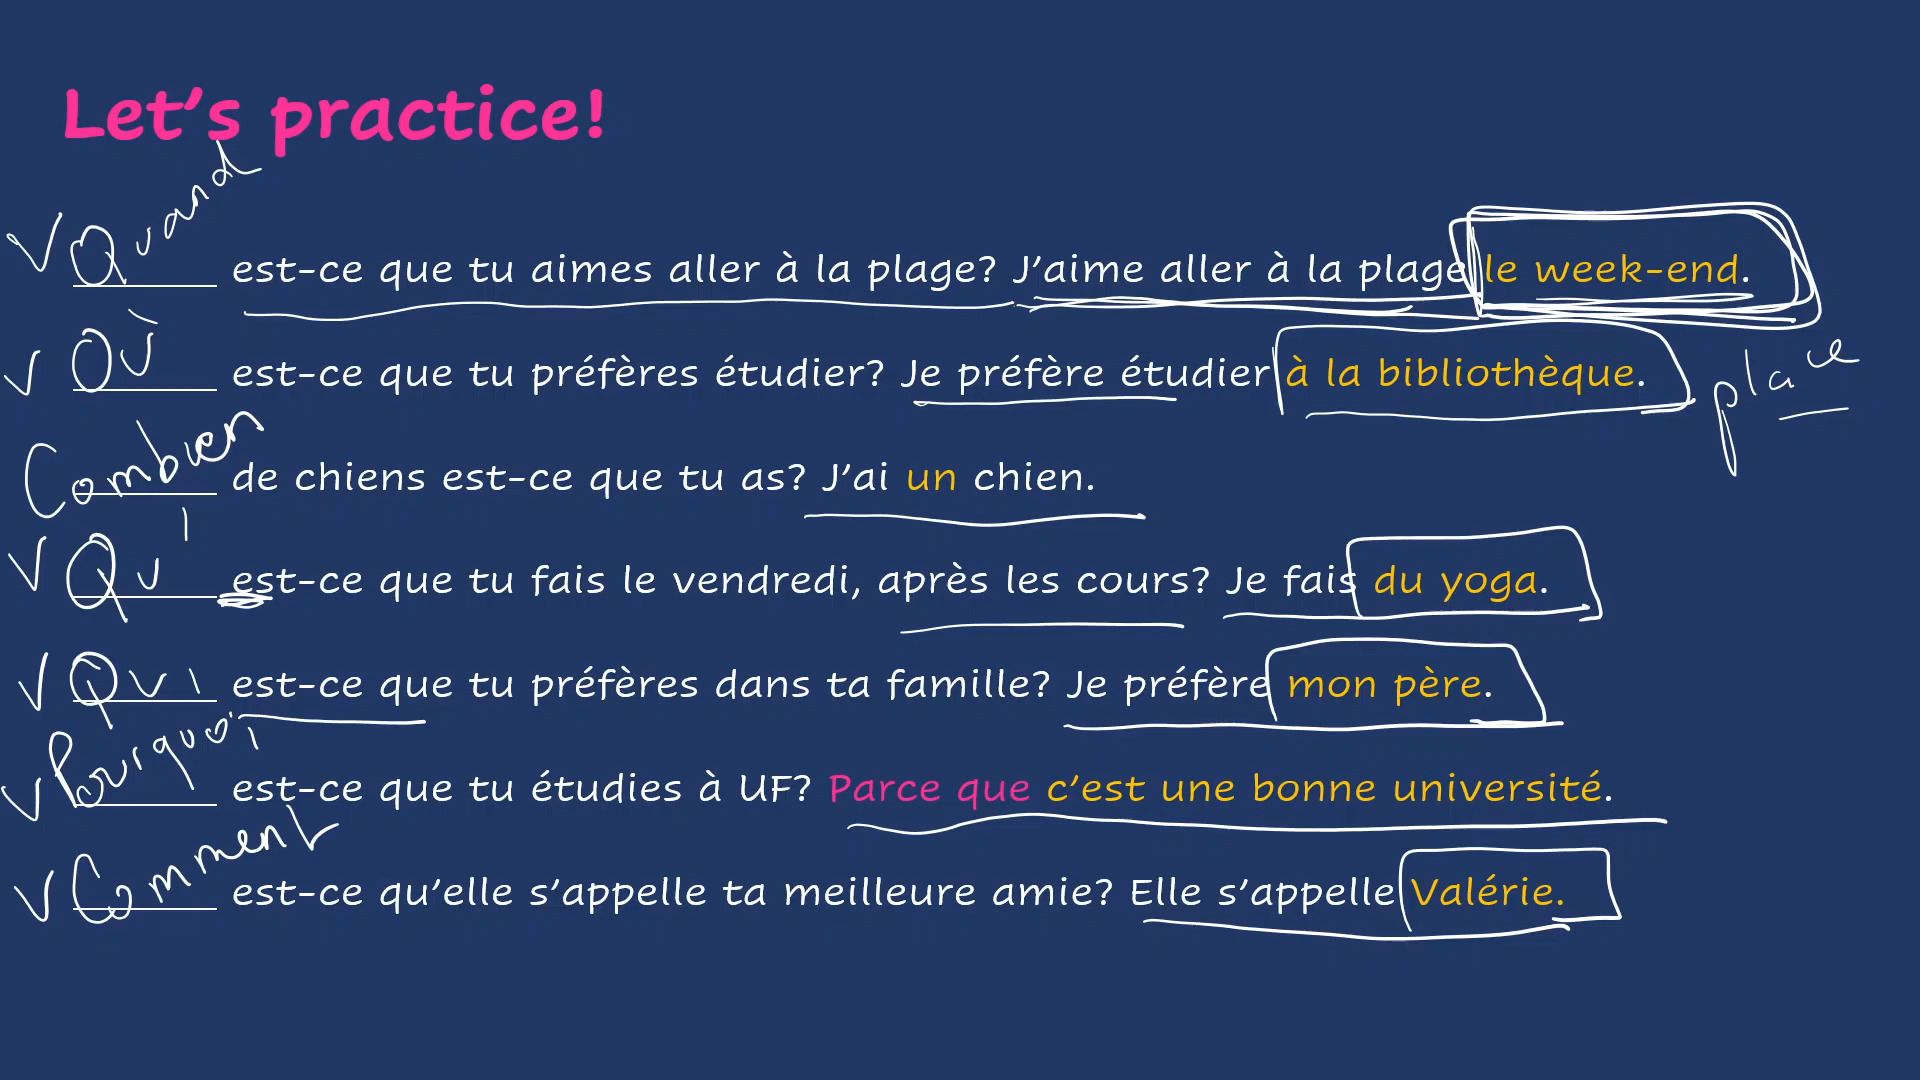 Let's practice!
V Quand est-ce que tu aimes aller à la plage? J'aime aller à la plage le week-end.
V Où est-ce que tu préfères étudier? Je préfère étudier à la bibliothèque. place
Combien de chiens est-ce que tu as? J'ai un chien.
V Qu' est-ce que tu fais le vendredi, après les cours? Je fais du yoga.
V Qui est-ce que tu préfères dans ta famille? Je préfère mon père.
V Pourquoi est-ce que tu étudies à UF? Parce que c'est une bonne université.
V Comment est-ce qu'elle s'appelle ta meilleure amie? Elle s'appelle Valérie.